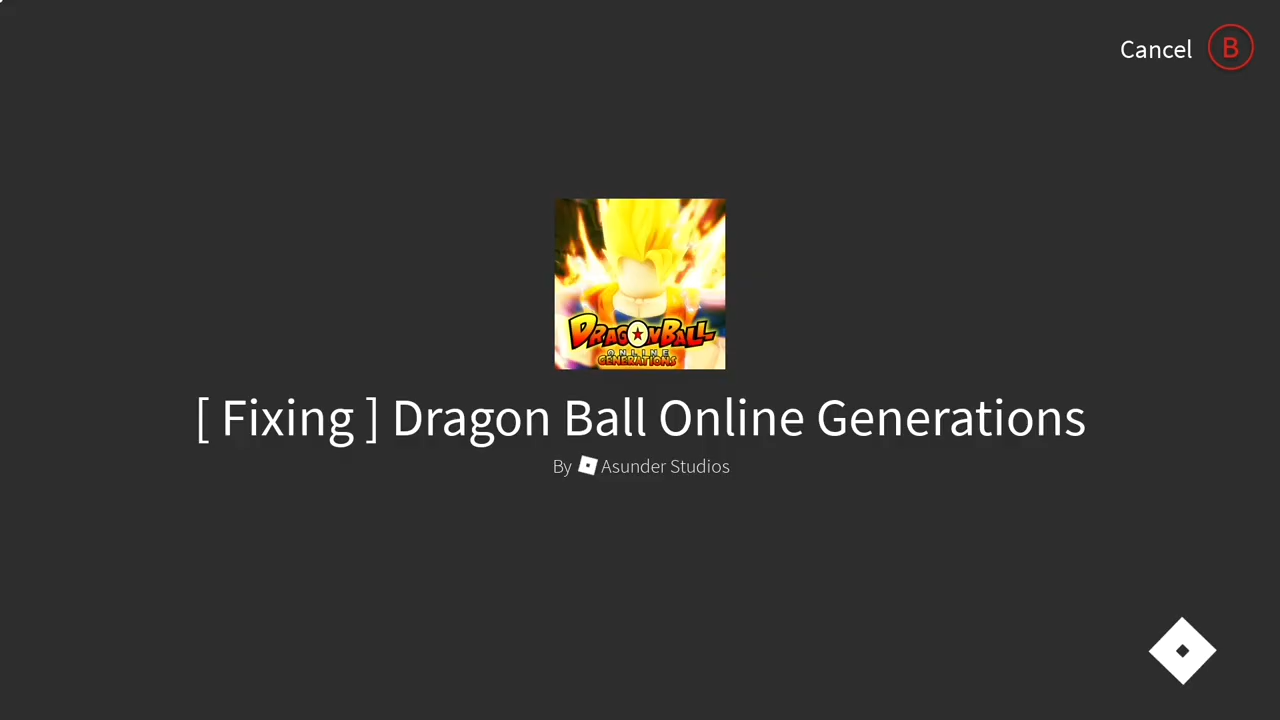 Cancel B
DRAGON BALL
ONLINE
GENERATIONS
[ Fixing ] Dragon Ball Online Generations
By Asunder Studios